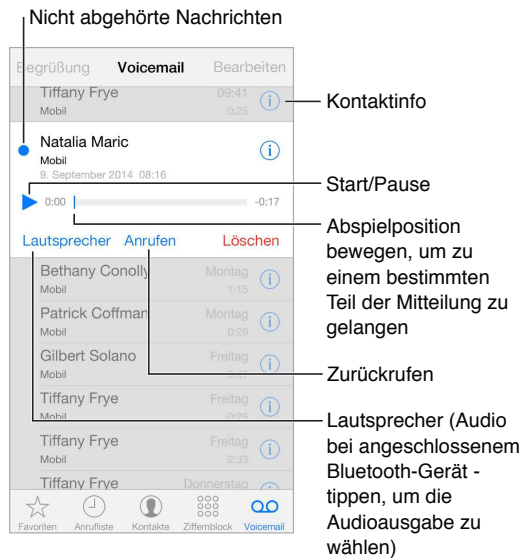 Nicht abgehörte Nachrichten
Begrüßung Voicemail Bearbeiten
Tiffany Frye 09:41
Mobil 0:25
Kontaktinfo
Natalia Maric
Mobil
9. September 2014 08:16
Start/Pause
0:00 -0:17
Abspielposition
bewegen, um zu
einem bestimmten
Teil der Mitteilung zu
gelangen
Lautsprecher Anrufen Löschen
Bethany Conolly Montag
Mobil 1:15
Patrick Coffman Montag
Mobil 0:29
Gilbert Solano Freitag
Mobil
Zurückrufen
Tiffany Frye Freitag
Mobil 0:25
Lautsprecher (Audio
bei angeschlossenem
Bluetooth-Gerät -
tippen, um die
Audioausgabe zu
wählen)
Tiffany Frye Freitag
Mobil 2:33
Tiffany Frye Donnerstag
Favoriten Anrufliste Kontakte Ziffernblock Voicemail